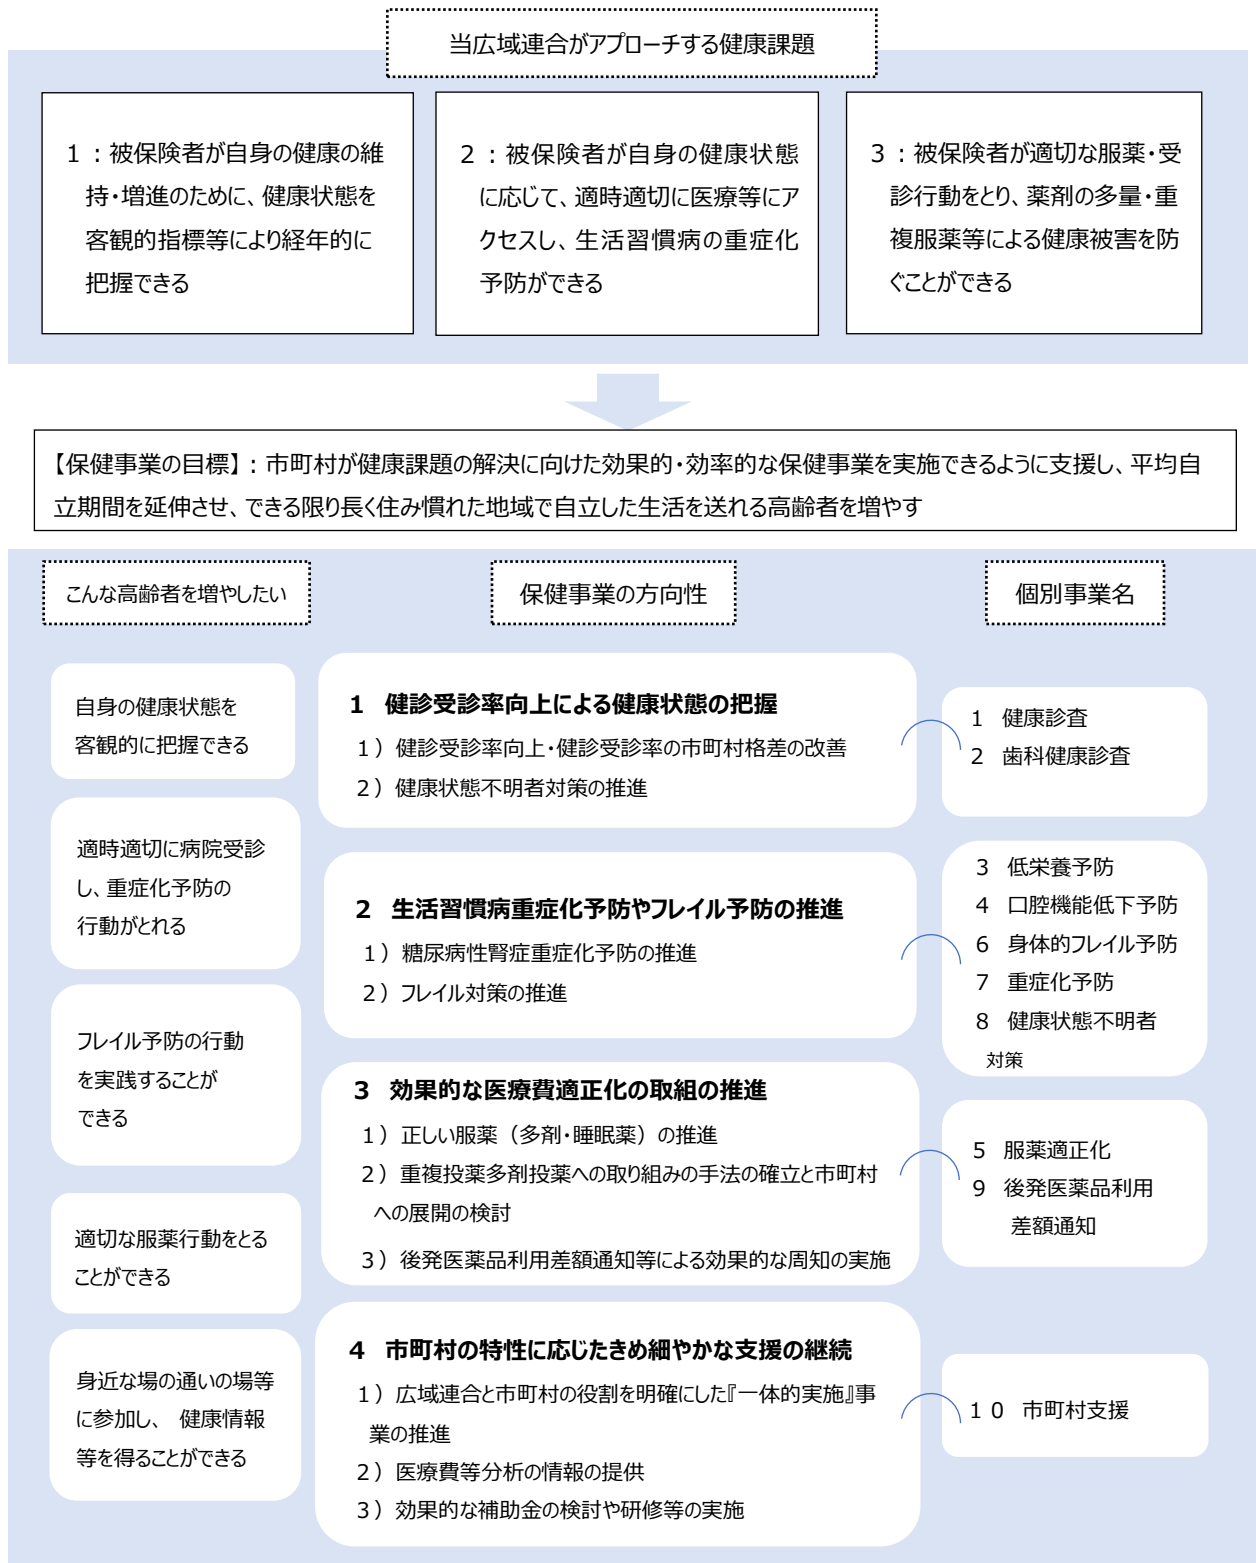 当広域連合がアプローチする健康課題
1：被保険者が自身の健康の維
持・増進のために、健康状態を
客観的指標等により経年的に
把握できる
2：被保険者が自身の健康状態
に応じて、適時適切に医療等にア
クセスし、生活習慣病の重症化
予防ができる
3：被保険者が適切な服薬・受
診行動をとり、薬剤の多量・重
複服薬等による健康被害を防
ぐことができる
【保健事業の目標】：市町村が健康課題の解決に向けた効果的・効率的な保健事業を実施できるように支援し、平均自
立期間を延伸させ、できる限り長く住み慣れた地域で自立した生活を送れる高齢者を増やす
こんな高齢者を増やしたい
自身の健康状態を
客観的に把握できる
適時適切に病院受診
し、重症化予防の
行動がとれる
フレイル予防の行動
を実践することが
できる
適切な服薬行動をとる
ことができる
身近な場の通いの場等
に参加し、 健康情報
等を得ることができる
保健事業の方向性
1 健診受診率向上による健康状態の把握
1）健診受診率向上・健診受診率の市町村格差の改善
2）健康状態不明者対策の推進
2 生活習慣病重症化予防やフレイル予防の推進
1）糖尿病性腎症重症化予防の推進
2）フレイル対策の推進
3 効果的な医療費適正化の取組の推進
1）正しい服薬（多剤・睡眠薬）の推進
2）重複投薬多剤投薬への取り組みの手法の確立と市町村
への展開の検討
3）後発医薬品利用差額通知等による効果的な周知の実施
4 市町村の特性に応じたきめ細やかな支援の継続
1）広域連合と市町村の役割を明確にした『一体的実施』事
業の推進
2）医療費等分析の情報の提供
3）効果的な補助金の検討や研修等の実施
個別事業名
1 健康診査
2 歯科健康診査
3 低栄養予防
4 口腔機能低下予防
6 身体的フレイル予防
7 重症化予防
8 健康状態不明者
対策
5 服薬適正化
9 後発医薬品利用
差額通知
10 市町村支援